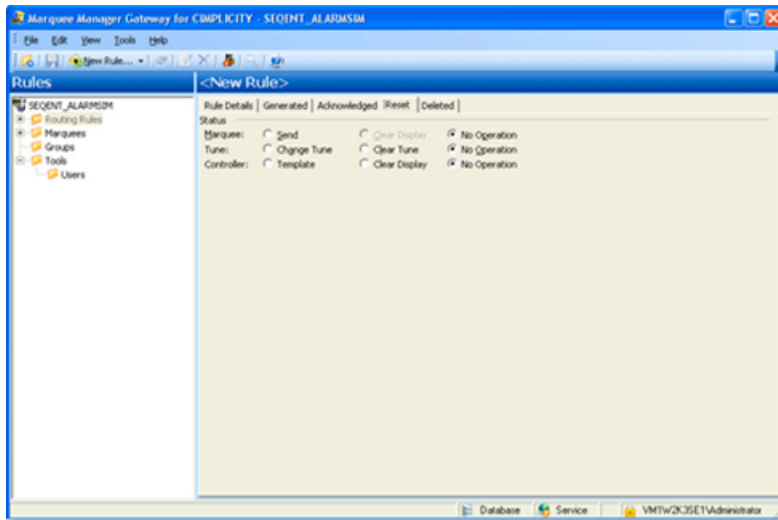 Marquee Manager Gateway for CIMPLICITY - SEQENT_ALARMSIM
File Edit View Tools Help
New Rule...
Rules
<New Rule>
SEQENT_ALARMSIM
Routing Rules
Marquees
Groups
Tools
Users
Rule Details Generated Acknowledged Reset Deleted
Status
Marquee: Send Clear Display No Operation
Tune: Change Tune Clear Tune No Operation
Controller: Template Clear Display No Operation
Database Service VMTW2K3SE1\Administrator